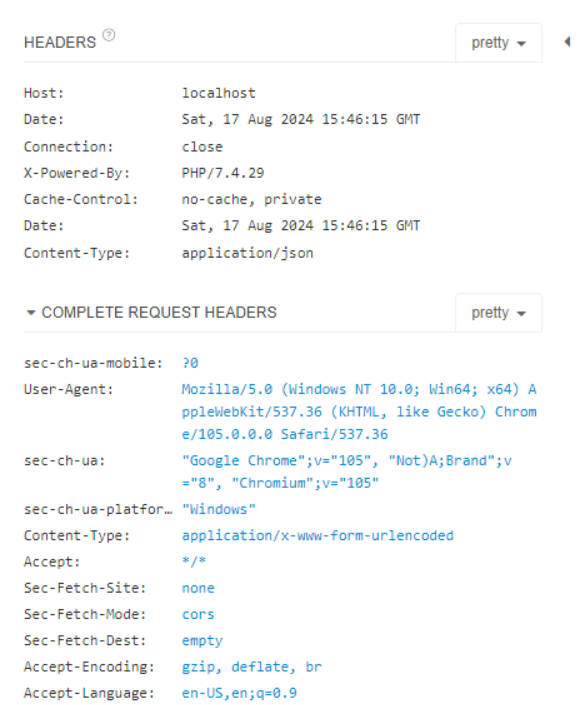 HEADERS ?
pretty
Host: localhost
Date: Sat, 17 Aug 2024 15:46:15 GMT
Connection: close
X-Powered-By: PHP/7.4.29
Cache-Control: no-cache, private
Date: Sat, 17 Aug 2024 15:46:15 GMT
Content-Type: application/json
COMPLETE REQUEST HEADERS
pretty
sec-ch-ua-mobile: ?0
User-Agent: Mozilla/5.0 (Windows NT 10.0; Win64; x64) A
ppleWebKit/537.36 (KHTML, like Gecko) Chrom
e/105.0.0.0 Safari/537.36
sec-ch-ua: "Google Chrome";v="105", "Not)A;Brand";v
="8", "Chromium";v="105"
sec-ch-ua-platfor… "Windows"
Content-Type: application/x-www-form-urlencoded
Accept: */*
Sec-Fetch-Site: none
Sec-Fetch-Mode: cors
Sec-Fetch-Dest: empty
Accept-Encoding: gzip, deflate, br
Accept-Language: en-US,en;q=0.9